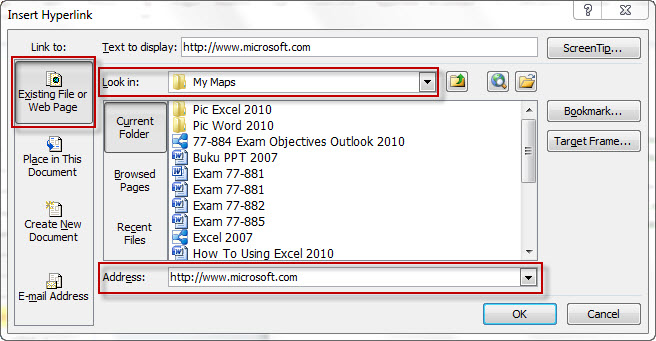 Insert Hyperlink
Link to:
Text to display: http://www.microsoft.com
ScreenTip...
Existing File or
Web Page
Look in: My Maps
Current
Folder
Browsed
Pages
Recent
Files
Pic Excel 2010
Pic Word 2010
77-884 Exam Objectives Outlook 2010
Buku PPT 2007
Exam 77-881
Exam 77-881
Exam 77-882
Exam 77-885
Excel 2007
How To Using Excel 2010
Bookmark...
Target Frame...
Place in This
Document
Create New
Document
E-mail Address
Address: http://www.microsoft.com
OK
Cancel